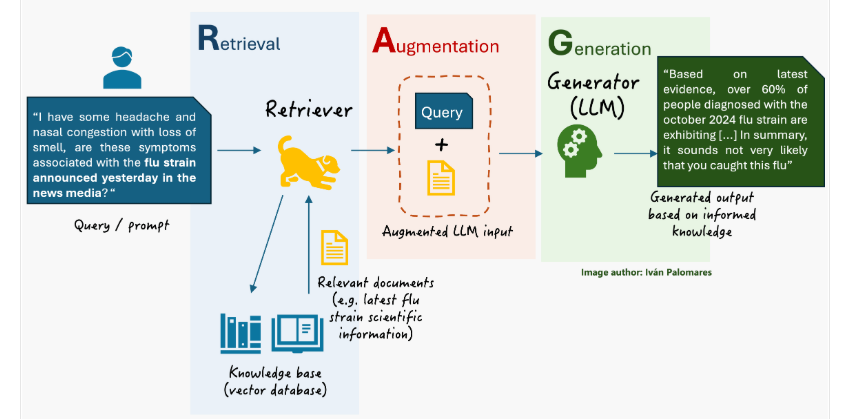 Retrieval
Augmentation
Generation
“I have some headache and
nasal congestion with loss of
smell, are these symptoms
associated with the flu strain
announced yesterday in the
news media?“
Query / prompt
Retriever
Relevant documents
(e.g. latest flu
strain scientific
information)
Knowledge base
(vector database)
Query
+
Augmented LLM input
Generator
(LLM)
“Based on latest
evidence, over 60% of
people diagnosed with the
october 2024 flu strain are
exhibiting [...] In summary,
it sounds not very likely
that you caught this flu”
Generated output
based on informed
knowledge
Image author: Iván Palomares